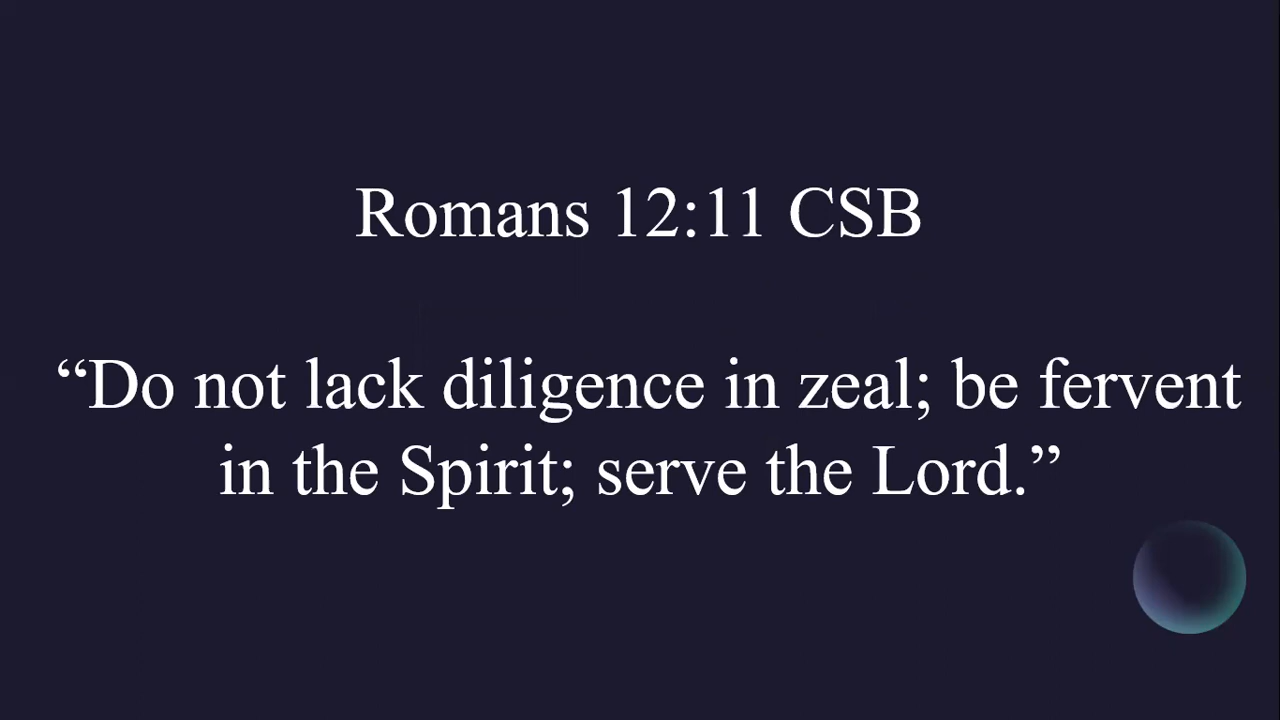 Romans 12:11 CSB
“Do not lack diligence in zeal; be fervent
in the Spirit; serve the Lord.”